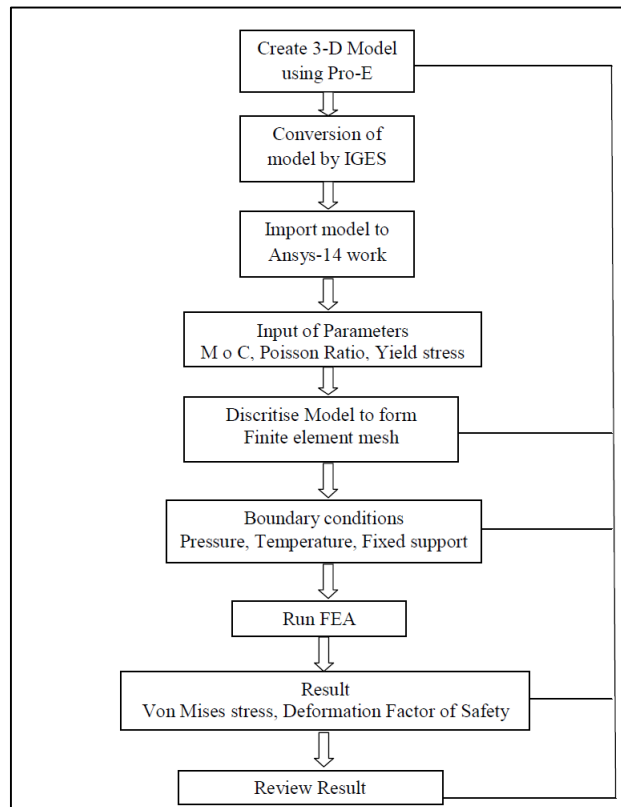 Create 3-D Model
using Pro-E
Conversion of
model by IGES
Import model to
Ansys-14 work
Input of Parameters
M o C, Poisson Ratio, Yield stress
Discritise Model to form
Finite element mesh
Boundary conditions
Pressure, Temperature, Fixed support
Run FEA
Result
Von Mises stress, Deformation Factor of Safety
Review Result